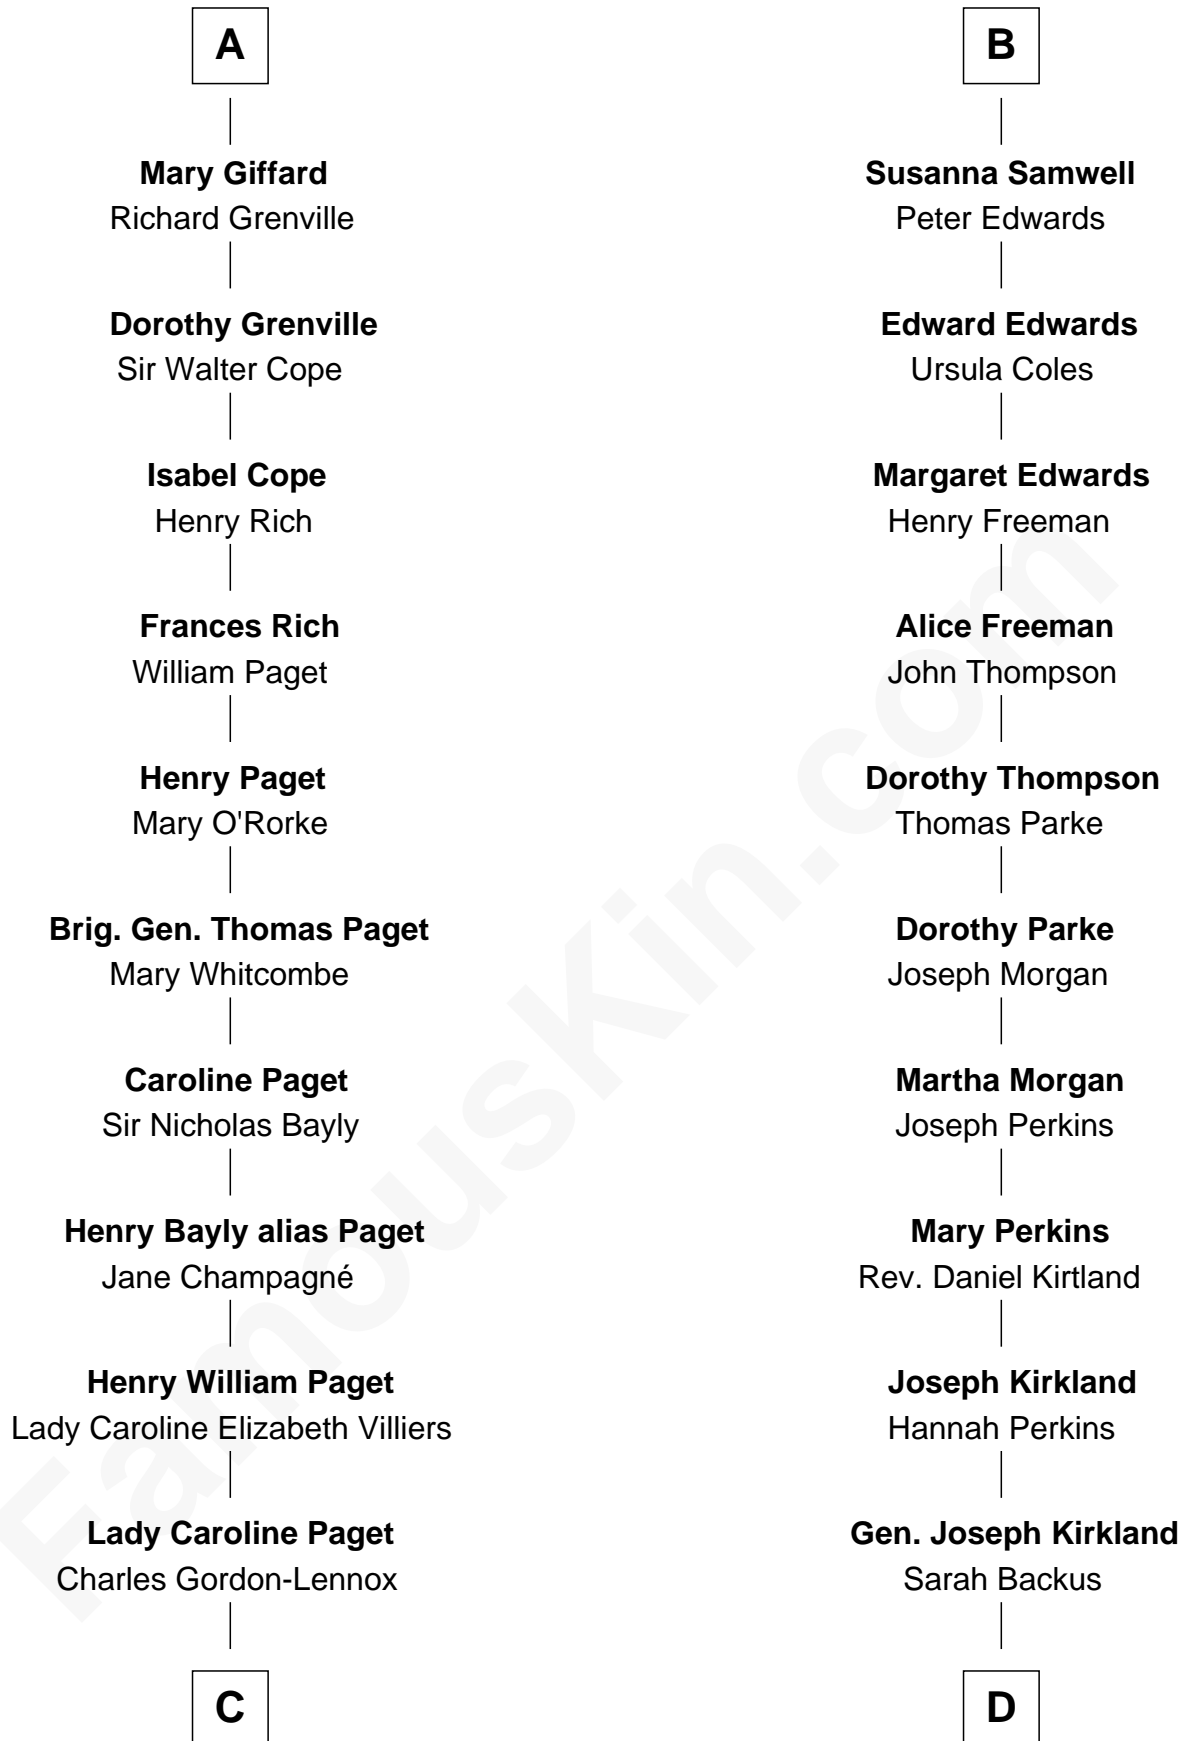 A
Mary Giffard
Richard Grenville
Dorothy Grenville
Sir Walter Cope
Isabel Cope
Henry Rich
Frances Rich
William Paget
Henry Paget
Mary O'Rorke
Brig. Gen. Thomas Paget
Mary Whitcombe
Caroline Paget
Sir Nicholas Bayly
Henry Bayly alias Paget
Jane Champagné
Henry William Paget
Lady Caroline Elizabeth Villiers
Lady Caroline Paget
Charles Gordon-Lennox
C
B
Susanna Samwell
Peter Edwards
Edward Edwards
Ursula Coles
Margaret Edwards
Henry Freeman
Alice Freeman
John Thompson
Dorothy Thompson
Thomas Parke
Dorothy Parke
Joseph Morgan
Martha Morgan
Joseph Perkins
Mary Perkins
Rev. Daniel Kirtland
Joseph Kirkland
Hannah Perkins
Gen. Joseph Kirkland
Sarah Backus
D
FamousKin.com